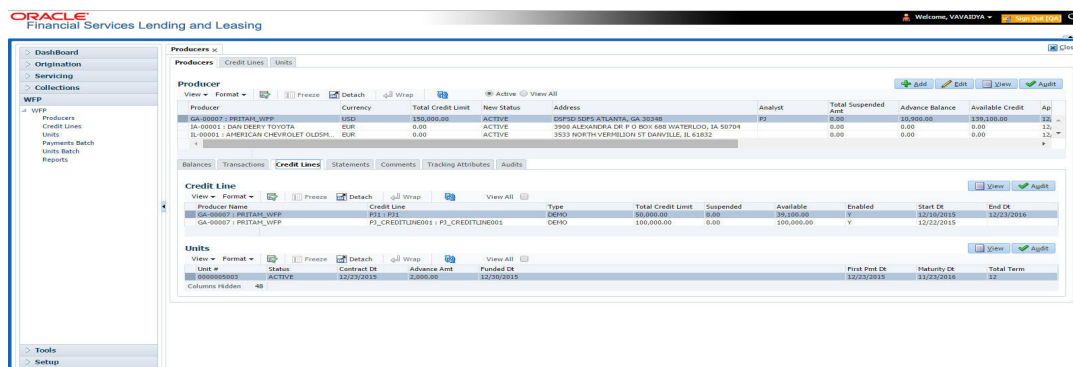 ORACLE
Financial Services Lending and Leasing
Welcome, VAVAIDYA
Sign Out [QA]
DashBoard
Origination
Servicing
Collections
WFP
WFP
Producers
Credit Lines
Units
Payments Batch
Units Batch
Reports
Tools
Setup
Producers
Clos
Producers Credit Lines Units
Producer
Add Edit View Audit
View Format Freeze Detach Wrap Active View All
Producer Currency Total Credit Limit New Status Address Analyst Total Suspended Amt Advance Balance Available Credit Ap
GA-00007 : PRITAM_WFP USD 150,000.00 ACTIVE DSFSD SDFS ATLANTA, GA 30348 PJ 0.00 10,900.00 139,100.00 12/
IA-00001 : DAN DEERY TOYOTA EUR 0.00 ACTIVE 3900 ALEXANDRA DR P O BOX 688 WATERLOO, IA 50704 0.00 0.00 0.00 12/
IL-00001 : AMERICAN CHEVROLET OLDSM... EUR 0.00 ACTIVE 3533 NORTH VERMILION ST DANVILLE, IL 61832 0.00 0.00 0.00 12/
Balances Transactions Credit Lines Statements Comments Tracking Attributes Audits
Credit Line
View Audit
View Format Freeze Detach Wrap View All
Producer Name Credit Line Type Total Credit Limit Suspended Available Enabled Start Dt End Dt
GA-00007 : PRITAM_WFP PJ1 : PJ1 DEMO 50,000.00 0.00 39,100.00 Y 12/10/2015 12/23/2016
GA-00007 : PRITAM_WFP PJ_CREDITLINE001 : PJ_CREDITLINE001 DEMO 100,000.00 0.00 100,000.00 Y 12/22/2015
Units
View Audit
View Format Freeze Detach Wrap View All
Unit # Status Contract Dt Advance Amt Funded Dt First Pmt Dt Maturity Dt Total Term
0000005003 ACTIVE 12/23/2015 2,000.00 12/30/2015 12/23/2015 11/23/2016 12
Columns Hidden 48